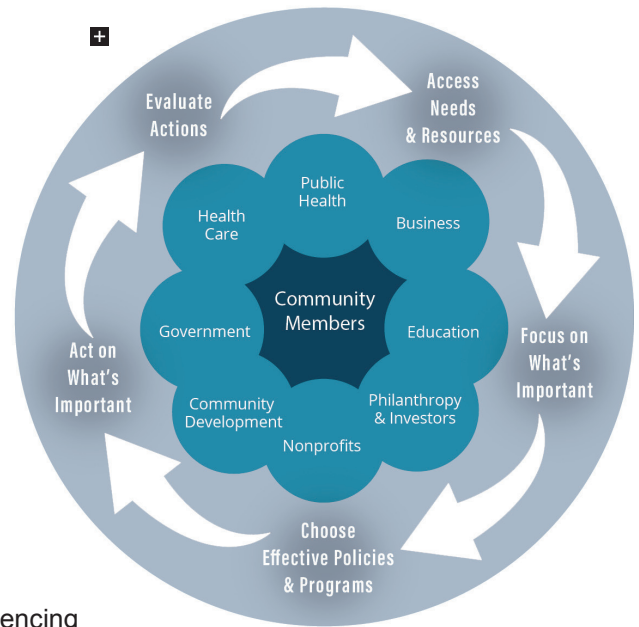 +
Evaluate
Actions
Access
Needs
& Resources
Focus on
What's
Important
Choose
Effective Policies
& Programs
Act on
What's
Important
Public
Health
Business
Education
Philanthropy
& Investors
Nonprofits
Community
Development
Government
Health
Care
Community
Members
encing